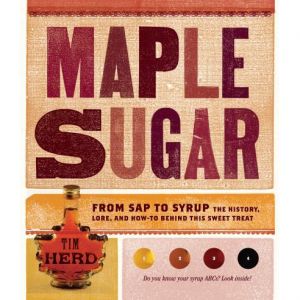 MAPLE
SUGAR
FROM SAP TO SYRUP THE HISTORY,
LORE, AND HOW-TO BEHIND THIS SWEET TREAT
TIM
HERD
Do you know your syrup ABCs? Look inside!